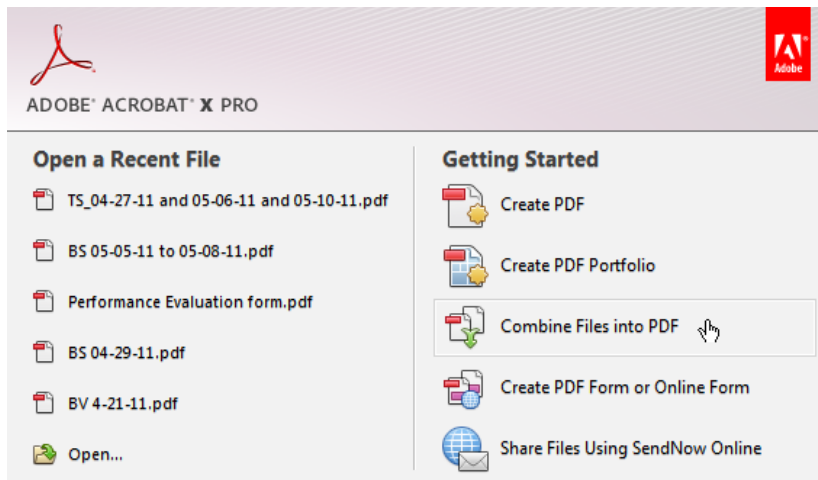 Adobe
ADOBE® ACROBAT® X PRO
Open a Recent File
TS_04-27-11 and 05-06-11 and 05-10-11.pdf
BS 05-05-11 to 05-08-11.pdf
Performance Evaluation form.pdf
BS 04-29-11.pdf
BV 4-21-11.pdf
Open...
Getting Started
Create PDF
Create PDF Portfolio
Combine Files into PDF
Create PDF Form or Online Form
Share Files Using SendNow Online